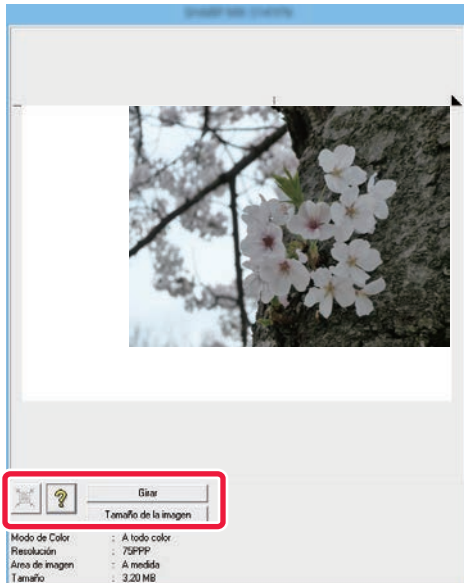 Girar
Tamaño de la imagen
Modo de Color : A todo color
Resolución : 75PPP
Area de imagen : A medida
Tamaño : 3,20 MB